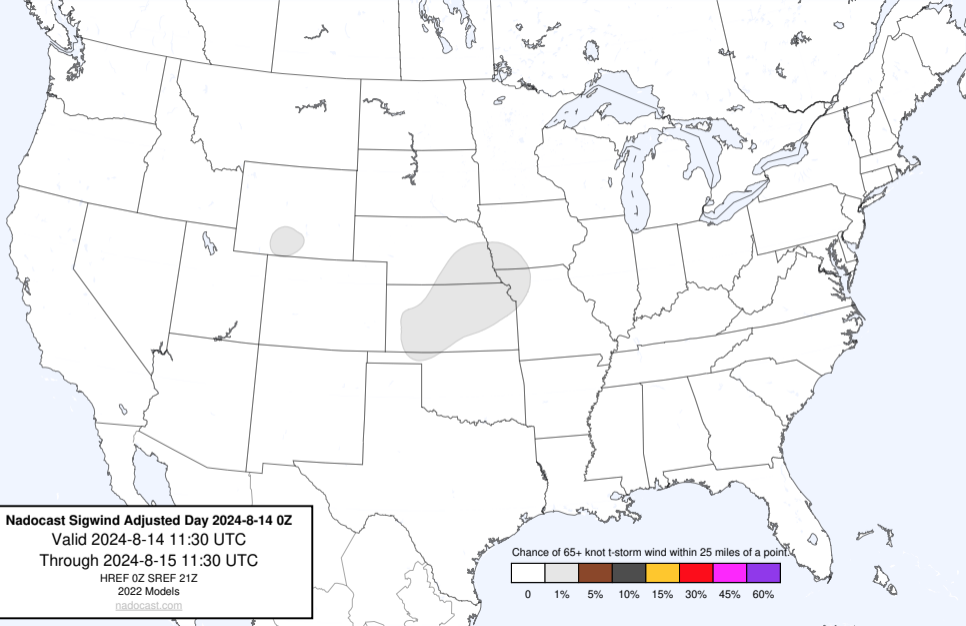 Nadocast Sigwind Adjusted Day 2024-8-14 0Z
Valid 2024-8-14 11:30 UTC
Through 2024-8-15 11:30 UTC
HREF 0Z SREF 21Z
2022 Models
nadocast.com
Chance of 65+ knot t-storm wind within 25 miles of a point.
0 1% 5% 10% 15% 30% 45% 60%